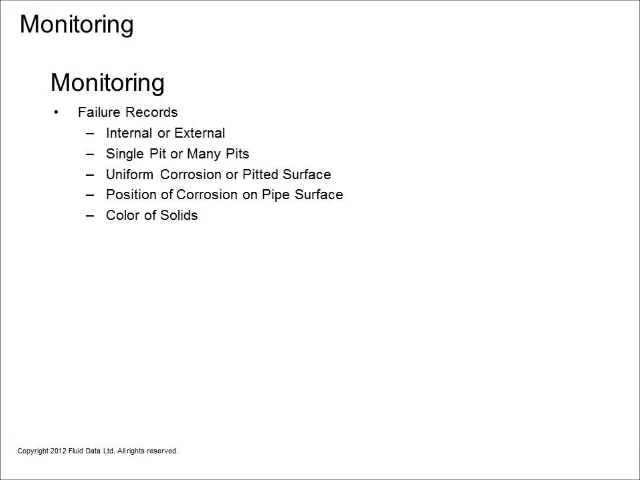 Monitoring
Monitoring
• Failure Records
– Internal or External
– Single Pit or Many Pits
– Uniform Corrosion or Pitted Surface
– Position of Corrosion on Pipe Surface
– Color of Solids
Copyright 2012 Fluid Data Ltd. All rights reserved.